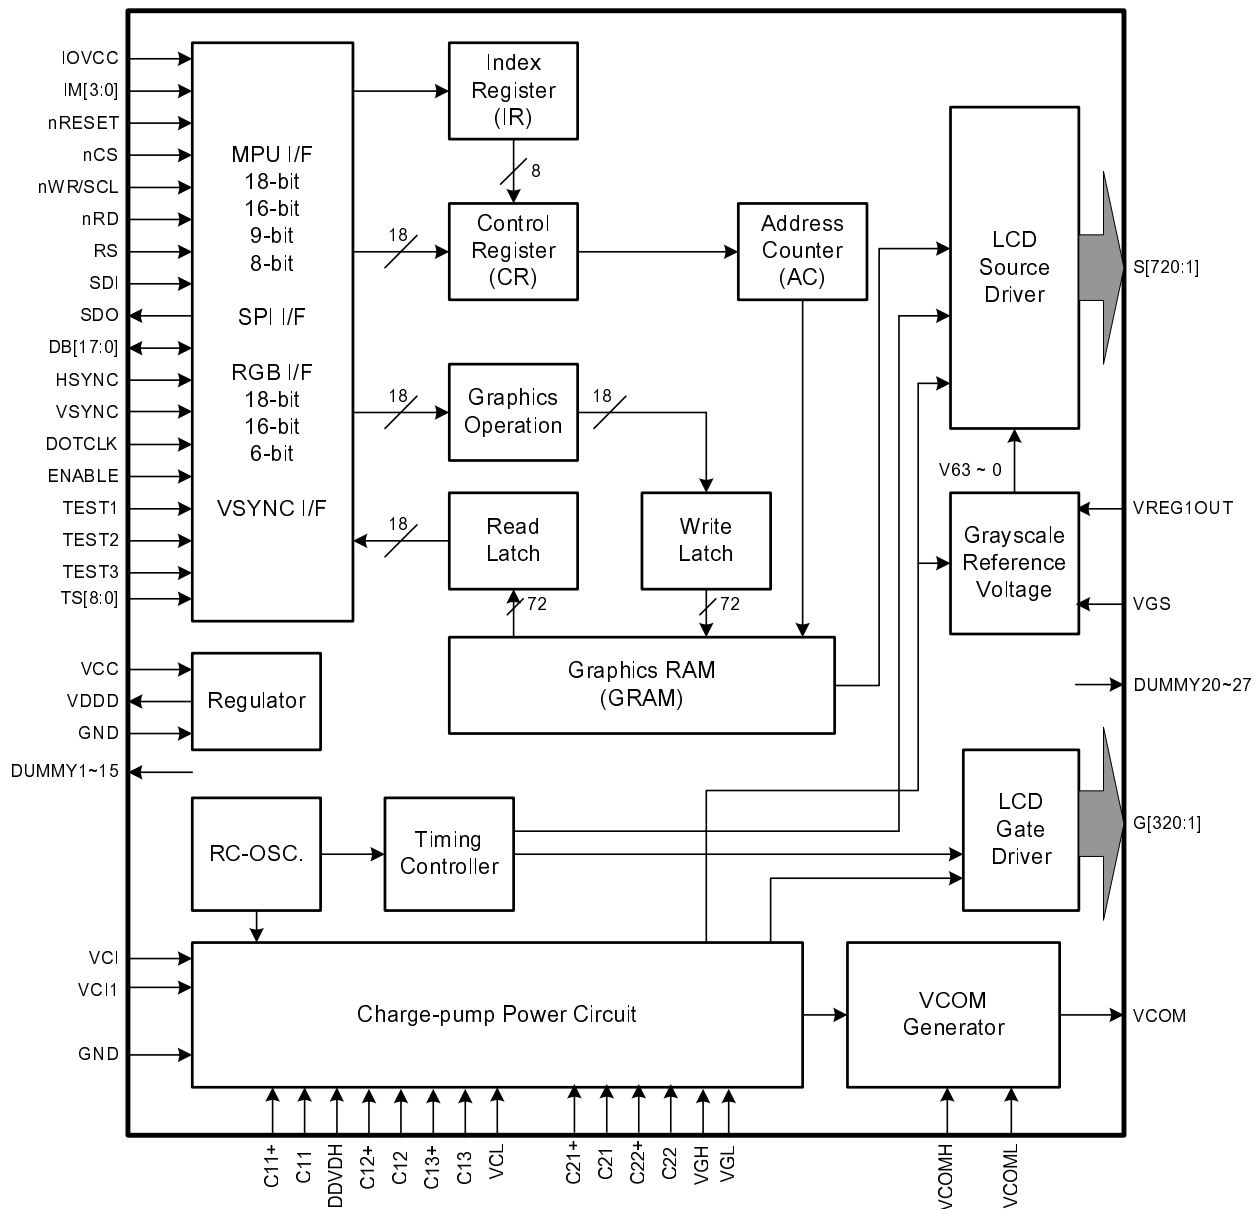 IOVCC
IM[3:0]
nRESET
nCS
nWR/SCL
nRD
RS
SDI
SDO
DB[17:0]
HSYNC
VSYNC
DOTCLK
ENABLE
TEST1
TEST2
TEST3
TS[8:0]
MPU I/F
18-bit
16-bit
9-bit
8-bit
SPI I/F
RGB I/F
18-bit
16-bit
6-bit
VSYNC I/F
Index
Register
(IR)
8
18
Control
Register
(CR)
Address
Counter
(AC)
18
Graphics
Operation
18
18
Read
Latch
Write
Latch
72
72
Graphics RAM
(GRAM)
LCD
Source
Driver
S[720:1]
V63 ~ 0
Grayscale
Reference
Voltage
VREG1OUT
VGS
DUMMY20~27
VCC
VDDD
GND
Regulator
DUMMY1~15
RC-OSC.
Timing
Controller
LCD
Gate
Driver
G[320:1]
VCI
VCI1
GND
Charge-pump Power Circuit
VCOM
Generator
VCOM
C11+
C11
DDVDH
C12+
C12
C13+
C13
VCL
C21+
C21
C22+
C22
VGH
VGL
VCOMH
VCOML